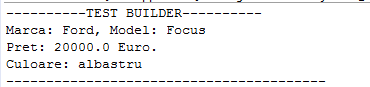 ----------TEST BUILDER----------
Marca: Ford, Model: Focus
Pret: 20000.0 Euro.
Culoare: albastru
----------------------------------------